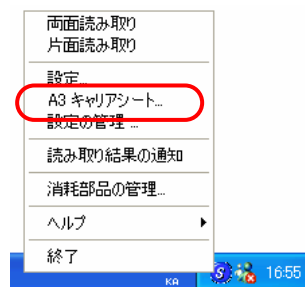 両面読み取り
片面読み取り
設定...
A3 キャリアシート...
設定の管理 ...
読み取り結果の通知
消耗部品の管理...
ヘルプ
終了
KA
S
16:55